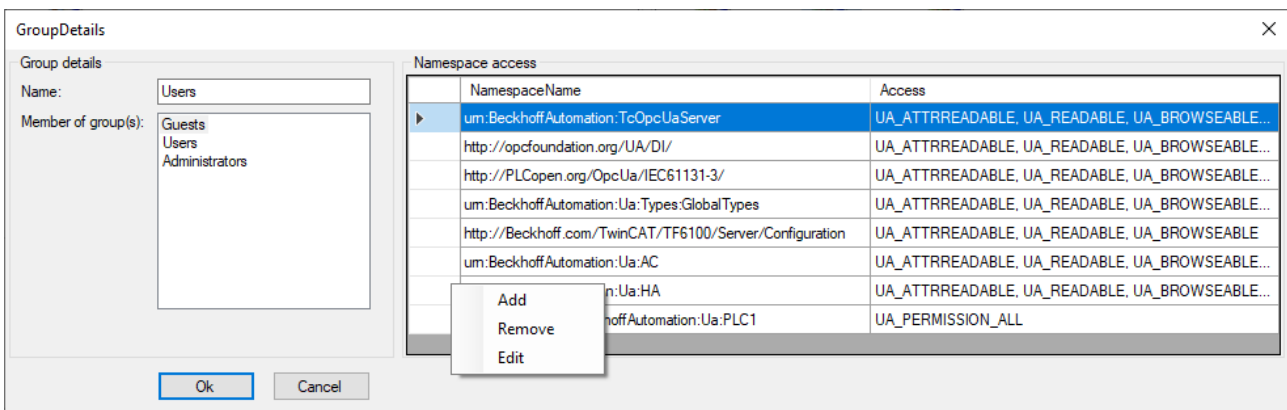 GroupDetails
Group details
Name: Users
Member of group(s): Guests
Users
Administrators
Ok Cancel
Namespace access
NamespaceName Access
urn:BeckhoffAutomation:TcOpcUaServer UA_ATTRREADABLE, UA_READABLE, UA_BROWSEABLE...
http://opcfoundation.org/UA/DI/ UA_ATTRREADABLE, UA_READABLE, UA_BROWSEABLE...
http://PLCopen.org/OpcUa/IEC61131-3/ UA_ATTRREADABLE, UA_READABLE, UA_BROWSEABLE...
urn:BeckhoffAutomation:Ua:Types:GlobalTypes UA_ATTRREADABLE, UA_READABLE, UA_BROWSEABLE...
http://Beckhoff.com/TwinCAT/TF6100/Server/Configuration UA_ATTRREADABLE, UA_READABLE, UA_BROWSEABLE
urn:BeckhoffAutomation:Ua:AC UA_ATTRREADABLE, UA_READABLE, UA_BROWSEABLE...
n:Ua:HA UA_ATTRREADABLE, UA_READABLE, UA_BROWSEABLE...
hoffAutomation:Ua:PLC1 UA_PERMISSION_ALL
Add
Remove
Edit